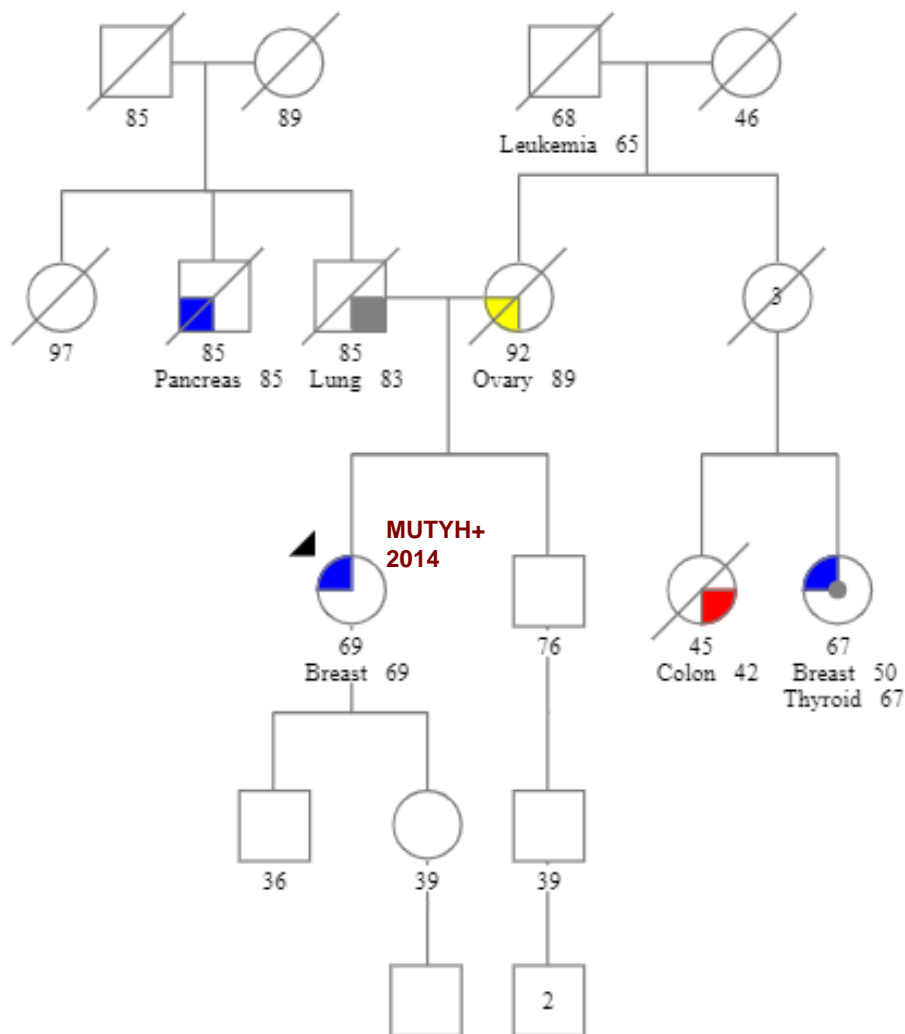 85
89
68
Leukemia 65
46
3
97
85
Pancreas 85
85
Lung 83
92
Ovary 89
MUTYH+
2014
69
Breast 69
76
45
Colon 42
67
Breast 50
Thyroid 67
36
39
39
2